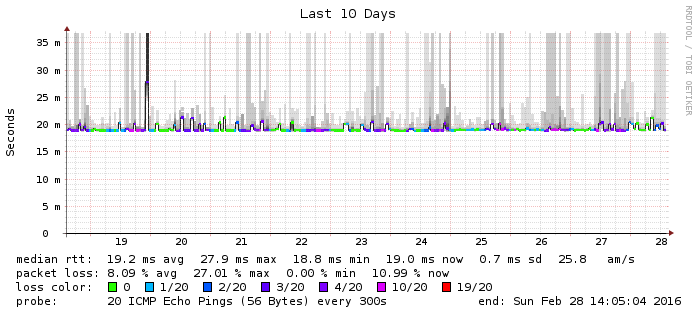 Last 10 Days
RRDTOOL / TOBI OETIKER
Seconds
35 m
30 m
25 m
20 m
15 m
10 m
5 m
0
19 20 21 22 23 24 25 26 27 28
median rtt: 19.2 ms avg 27.9 ms max 18.8 ms min 19.0 ms now 0.7 ms sd 25.8 am/s
packet loss: 8.09 % avg 27.01 % max 0.00 % min 10.99 % now
loss color: 0 1/20 2/20 3/20 4/20 10/20 19/20
probe: 20 ICMP Echo Pings (56 Bytes) every 300s end: Sun Feb 28 14:05:04 2016